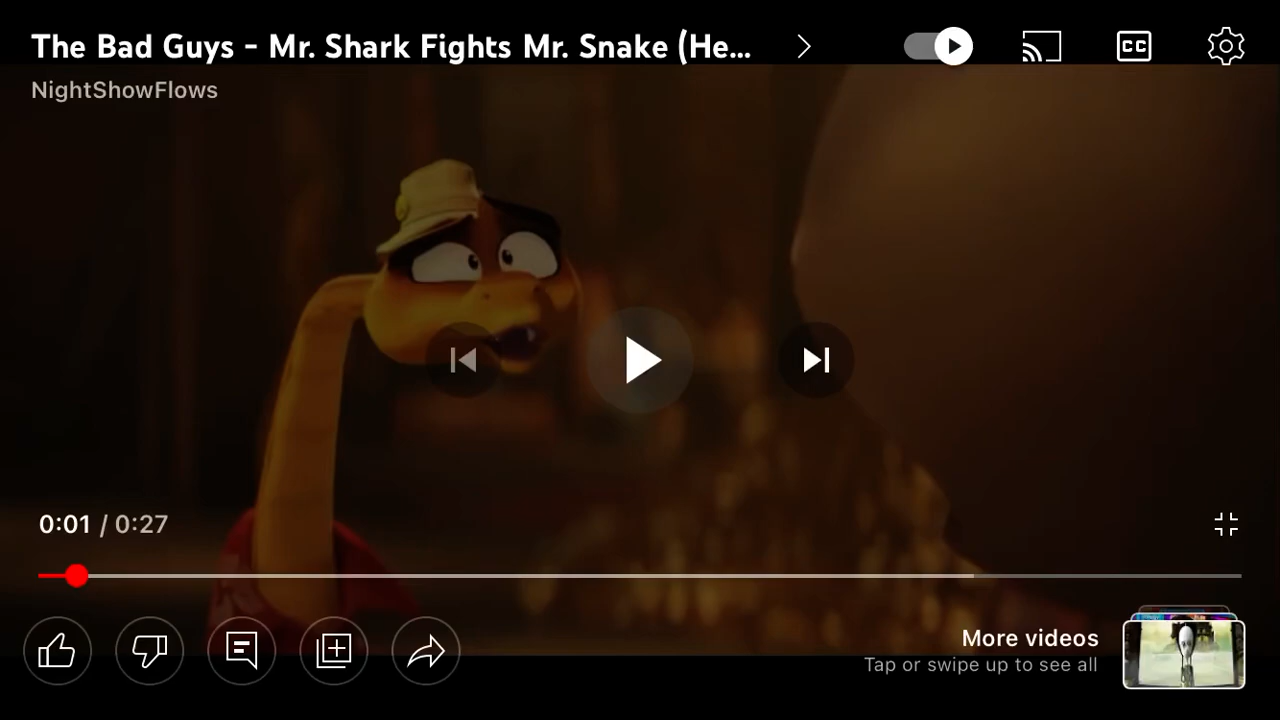 The Bad Guys - Mr. Shark Fights Mr. Snake (He...
CC
NightShowFlows
0:01 / 0:27
More videos
Tap or swipe up to see all